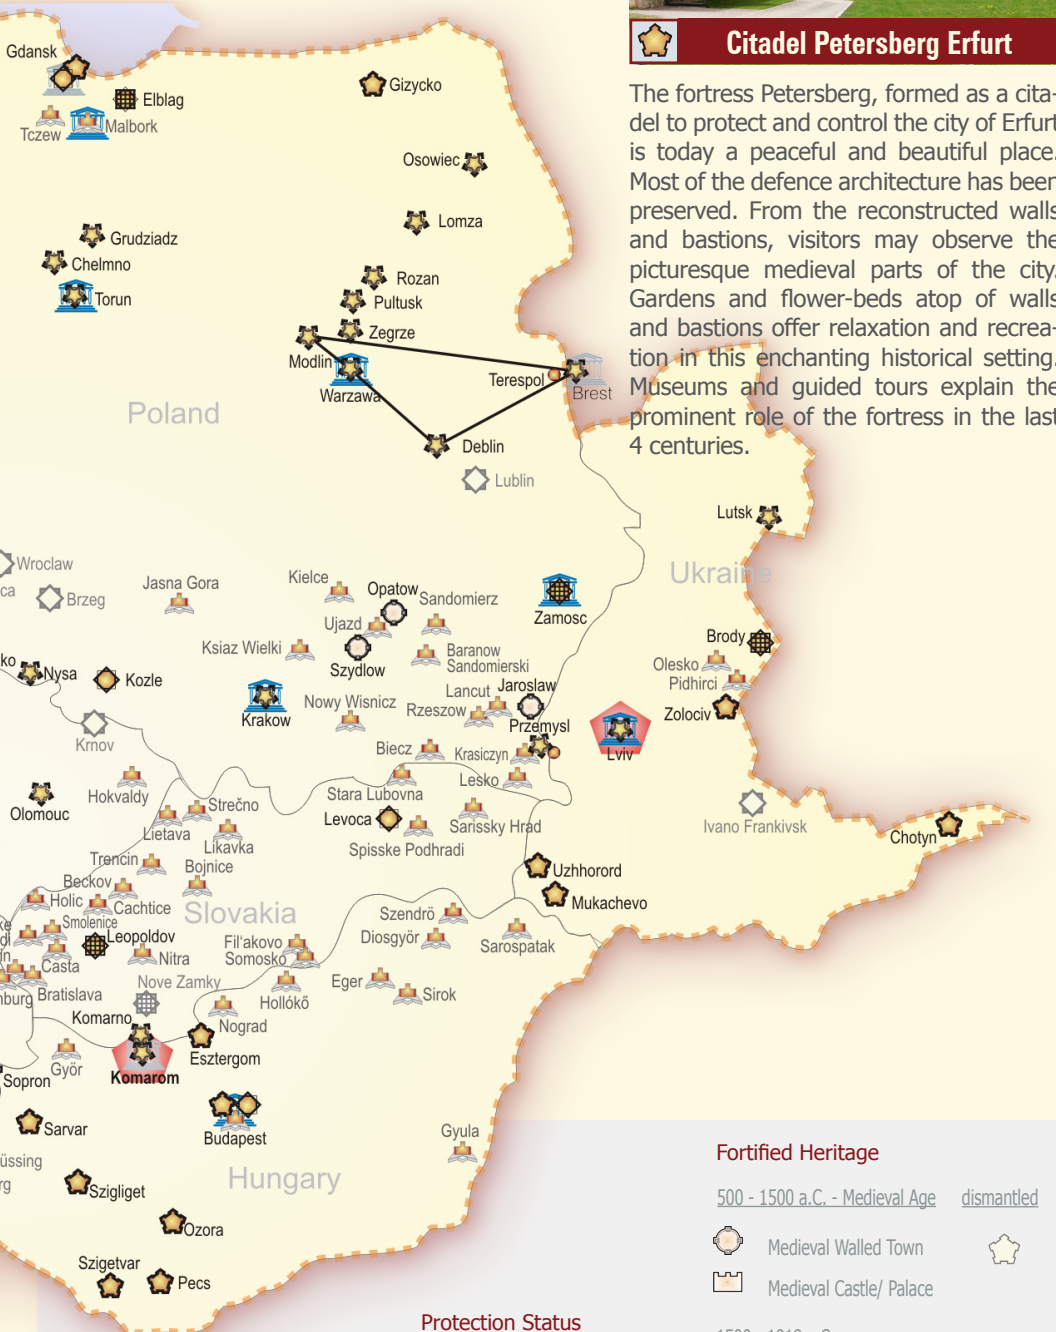 Citadel Petersberg Erfurt
The fortress Petersberg, formed as a cita-
del to protect and control the city of Erfurt
is today a peaceful and beautiful place.
Most of the defence architecture has been
preserved. From the reconstructed walls
and bastions, visitors may observe the
picturesque medieval parts of the city.
Gardens and flower-beds atop of walls
and bastions offer relaxation and recrea-
tion in this enchanting historical setting.
Museums and guided tours explain the
prominent role of the fortress in the last
4 centuries.
Gdansk
Gizycko
Elblag
Tczew
Malbork
Osowiec
Lomza
Grudziadz
Chelmno
Torun
Rozan
Pultusk
Zegrze
Modlin
Warzawa
Terespol
Brest
Poland
Deblin
Lublin
Lutsk
Wroclaw
ca
Brzeg
Jasna Gora
Kielce
Opatow
Sandomierz
Ukraine
Zamosc
Ujazd
Ksiaz Wielki
Szydlow
Baranow
Sandomierski
Brody
Olesko
Pidhirci
ko
Nysa
Kozle
Krakow
Nowy Wisnicz
Lancut
Jaroslaw
Rzeszow
Przemysl
Zolociv
Krnov
Biecz
Krasiczyn
Lviv
Lesko
Hokvaldy
Stara Lubovna
Olomouc
Strečno
Lietava
Likavka
Levoca
Sarissky Hrad
Spisske Podhradi
Ivano Frankivsk
Chotyn
Trencin
Bojnice
Uzhhorord
Beckov
Holic
Cachtice
Mukachevo
Slovakia
Szendrö
ke
Smolenice
di
Leopoldov
Fil'akovo
Diosgyör
Sarospatak
in
Casta
Nitra
Somosko
Nove Zamky
Eger
Sirok
nburg
Bratislava
Hollókő
Komarno
Nograd
Györ
Esztergom
Sopron
Komarom
Sarvar
Budapest
Gyula
üssing
rg
Szigliget
Hungary
Ozora
Szigetvar
Pecs
Fortified Heritage
500 - 1500 a.C. - Medieval Age
dismantled
Medieval Walled Town
Medieval Castle/ Palace
Protection Status